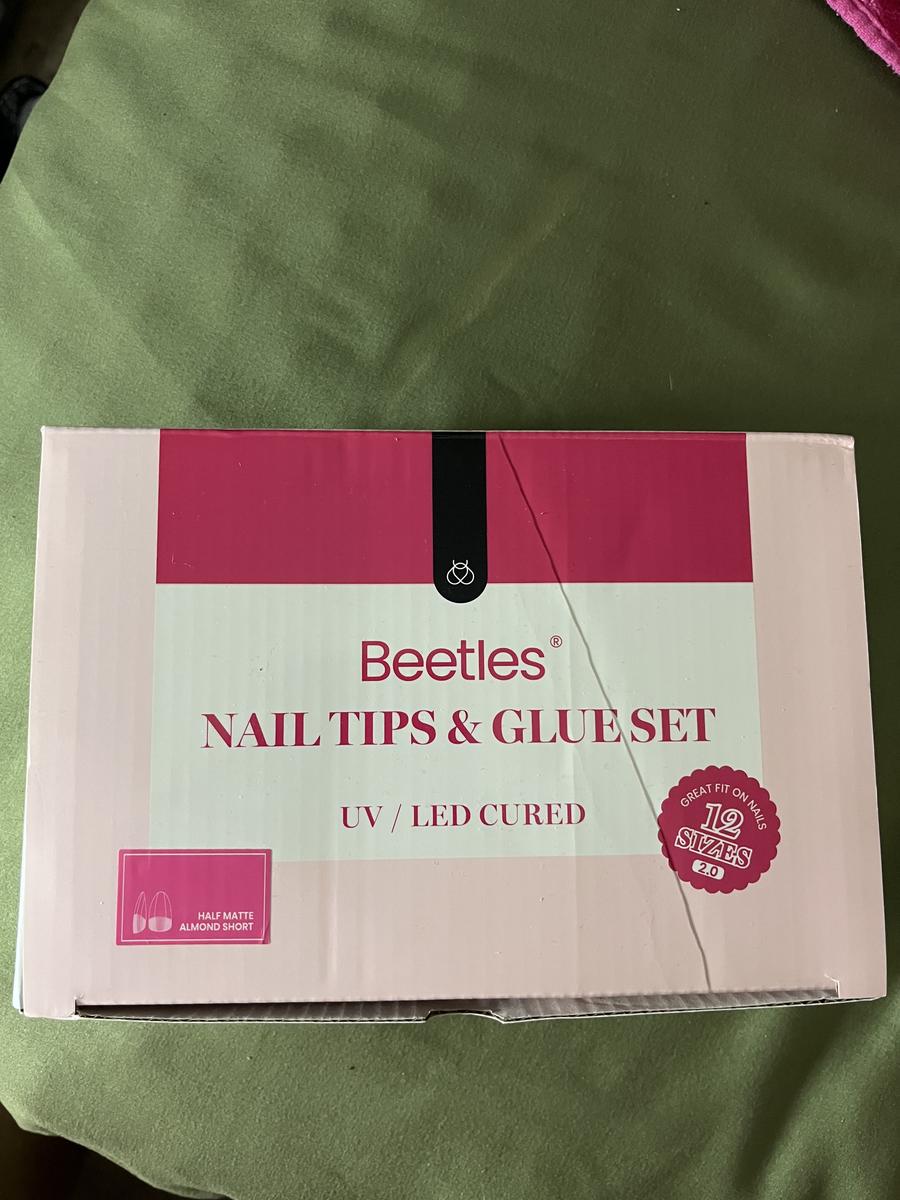 Beetles®
NAIL TIPS & GLUE SET
UV / LED CURED
GREAT FIT ON NAILS
12
SIZES
2.0
HALF MATTE
ALMOND SHORT